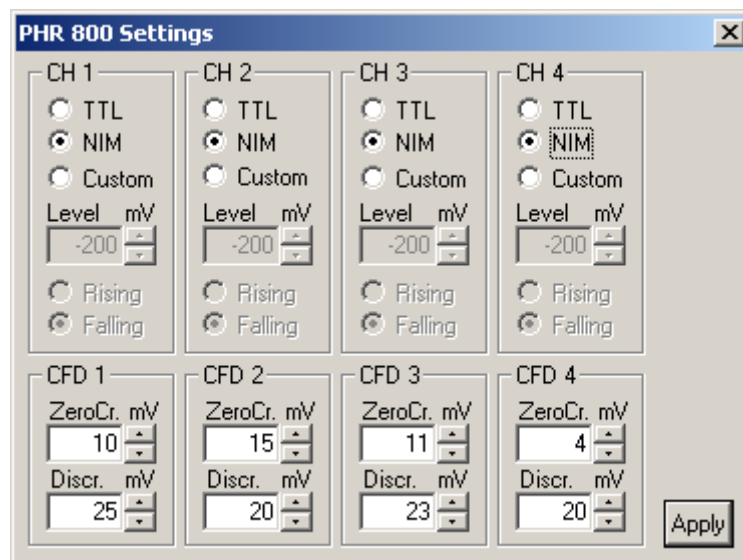 PHR 800 Settings
CH 1
TTL
NIM
Custom
Level mV
-200
Rising
Falling
CH 2
TTL
NIM
Custom
Level mV
-200
Rising
Falling
CH 3
TTL
NIM
Custom
Level mV
-200
Rising
Falling
CH 4
TTL
NIM
Custom
Level mV
-200
Rising
Falling
CFD 1
ZeroCr. mV
10
Discr. mV
25
CFD 2
ZeroCr. mV
15
Discr. mV
20
CFD 3
ZeroCr. mV
11
Discr. mV
23
CFD 4
ZeroCr. mV
4
Discr. mV
20
Apply